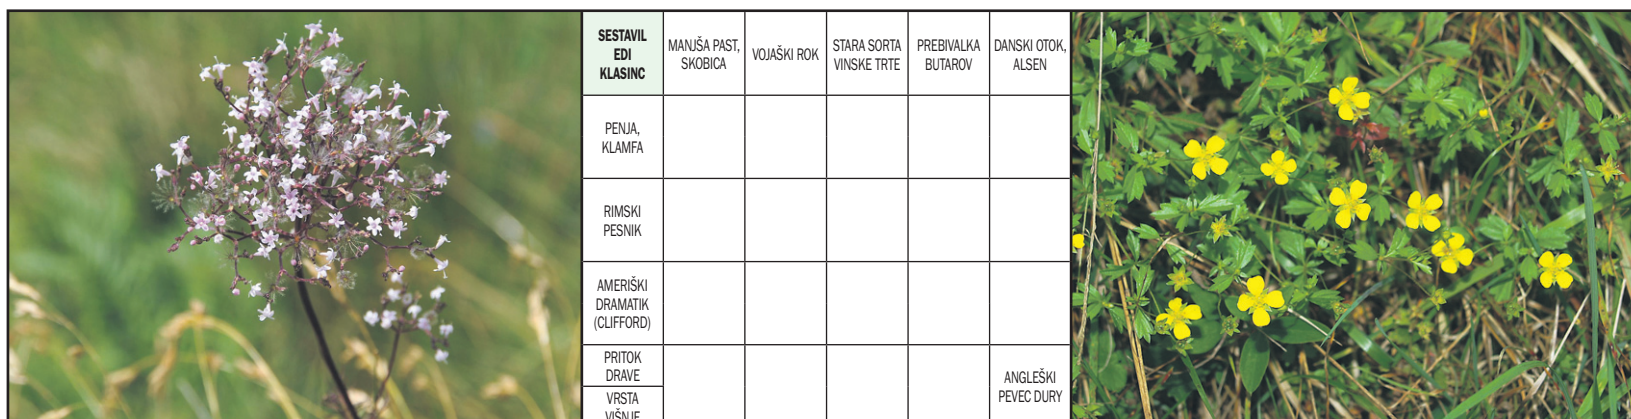 SESTAVIL
EDI
KLASINC
MANJŠA PAST,
SKOBICA
VOJAŠKI ROK
STARA SORTA
VINSKE TRTE
PREBIVALKA
BUTAROV
DANSKI OTOK,
ALSEN
PENJA,
KLAMFA
RIMSKI
PESNIK
AMERIŠKI
DRAMATIK
(CLIFFORD)
PRITOK
DRAVE
ANGLEŠKI
PEVEC DURY
VRSTA
VIŠNJE